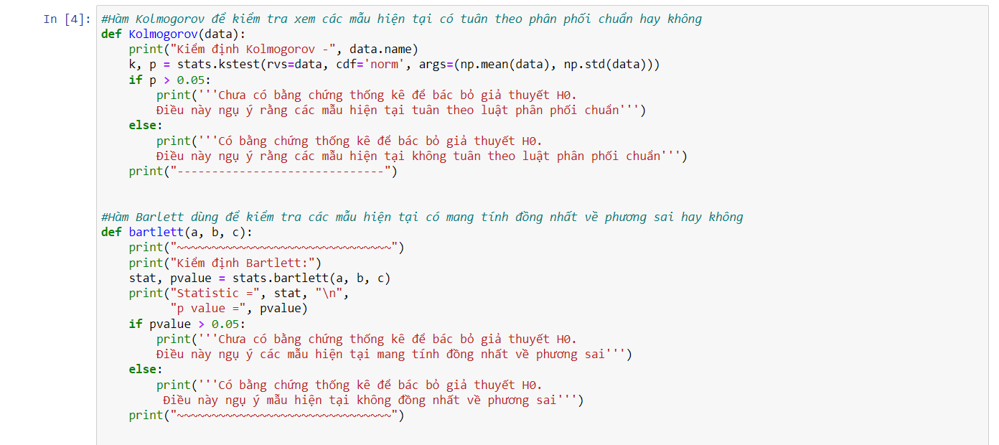 In [4]: #Hàm Kolmogorov để kiểm tra xem các mẫu hiện tại có tuân theo phân phối chuẩn hay không
def Kolmogorov(data):
    print("Kiểm định Kolmogorov -", data.name)
    k, p = stats.kstest(rvs=data, cdf='norm', args=(np.mean(data), np.std(data)))
    if p > 0.05:
        print('''Chưa có bằng chứng thống kê để bác bỏ giả thuyết H0.
        Điều này ngụ ý rằng các mẫu hiện tại tuân theo luật phân phối chuẩn''')
    else:
        print('''Có bằng chứng thống kê để bác bỏ giả thuyết H0.
        Điều này ngụ ý rằng các mẫu hiện tại không tuân theo luật phân phối chuẩn''')
    print("------------------------------")
#Hàm Barlett dùng để kiểm tra các mẫu hiện tại có mang tính đồng nhất về phương sai hay không
def bartlett(a, b, c):
    print("~~~~~~~~~~~~~~~~~~~~~~~~~~~~~~~")
    print("Kiểm định Bartlett:")
    stat, pvalue = stats.bartlett(a, b, c)
    print("Statistic =", stat, "\n",
          "p value =", pvalue)
    if pvalue > 0.05:
        print('''Chưa có bằng chứng thống kê để bác bỏ giả thuyết H0.
        Điều này ngụ ý các mẫu hiện tại mang tính đồng nhất về phương sai''')
    else:
        print('''Có bằng chứng thống kê để bác bỏ giả thuyết H0.
         Điều này ngụ ý mẫu hiện tại không đồng nhất về phương sai''')
    print("~~~~~~~~~~~~~~~~~~~~~~~~~~~~~~~")